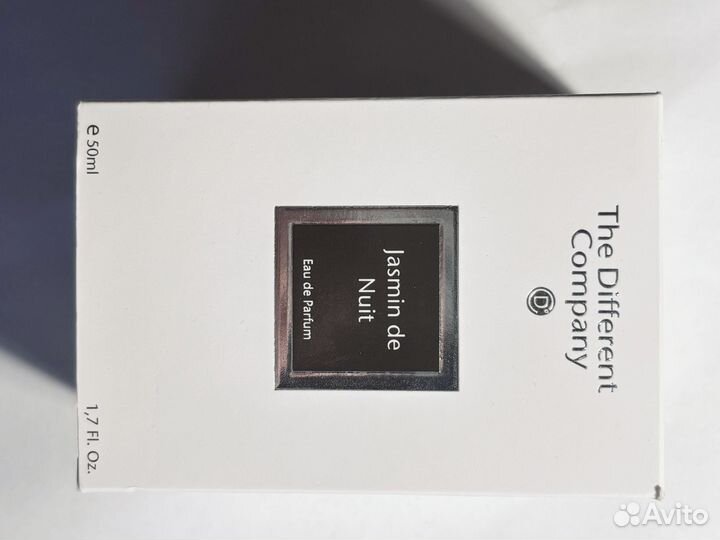 The Different
Company
D
Jasmin de
Nuit
Eau de Parfum
e 50ml
1,7 Fl. Oz.
Avito